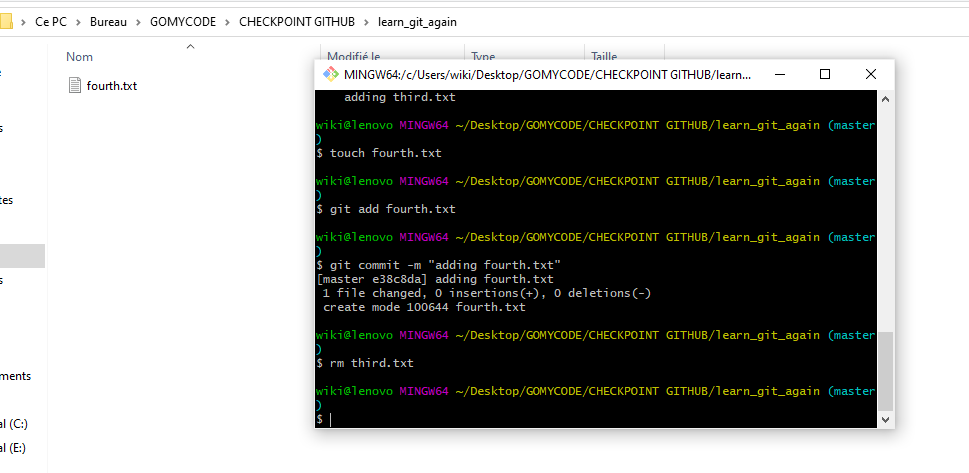 Ce PC > Bureau > GOMYCODE > CHECKPOINT GITHUB > learn_git_again
Nom
Modifié le
Type
Taille
fourth.txt
tes
ments
al (C:)
al (E:)
MINGW64:/c/Users/wiki/Desktop/GOMYCODE/CHECKPOINT GITHUB/learn...
adding third.txt
wiki@lenovo MINGW64 ~/Desktop/GOMYCODE/CHECKPOINT GITHUB/learn_git_again (master
)
$ touch fourth.txt
wiki@lenovo MINGW64 ~/Desktop/GOMYCODE/CHECKPOINT GITHUB/learn_git_again (master
)
$ git add fourth.txt
wiki@lenovo MINGW64 ~/Desktop/GOMYCODE/CHECKPOINT GITHUB/learn_git_again (master
)
$ git commit -m "adding fourth.txt"
[master e38c8da] adding fourth.txt
1 file changed, 0 insertions(+), 0 deletions(-)
create mode 100644 fourth.txt
wiki@lenovo MINGW64 ~/Desktop/GOMYCODE/CHECKPOINT GITHUB/learn_git_again (master
)
$ rm third.txt
wiki@lenovo MINGW64 ~/Desktop/GOMYCODE/CHECKPOINT GITHUB/learn_git_again (master
)
$